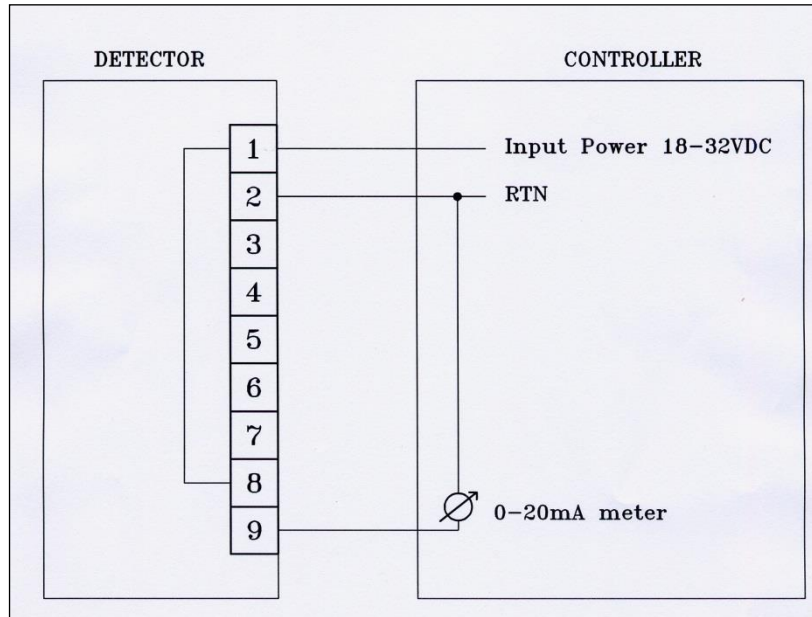 DETECTOR
CONTROLLER
1
Input Power 18-32VDC
2
RTN
3
4
5
6
7
8
0-20mA meter
9